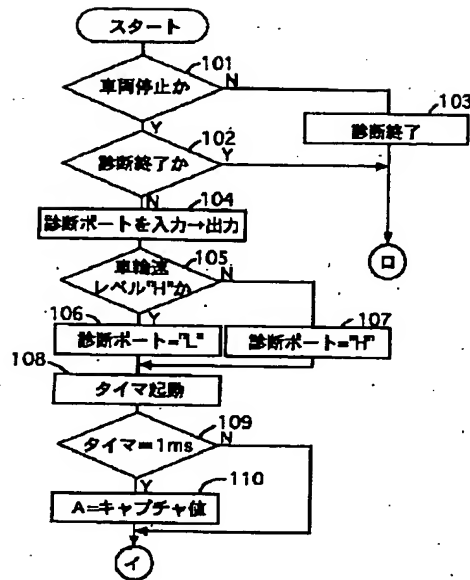 スタート
101
車両停止か
N
103
診断終了
Y
102
診断終了か
Y
N
104
診断ポートを入力→出力
ロ
105
車輪速
レベル"H"か
N
106
Y
107
診断ポート="L"
診断ポート="H"
108
タイマ起動
109
タイマ=1ms
N
Y
110
A=キャプチャ値
イ